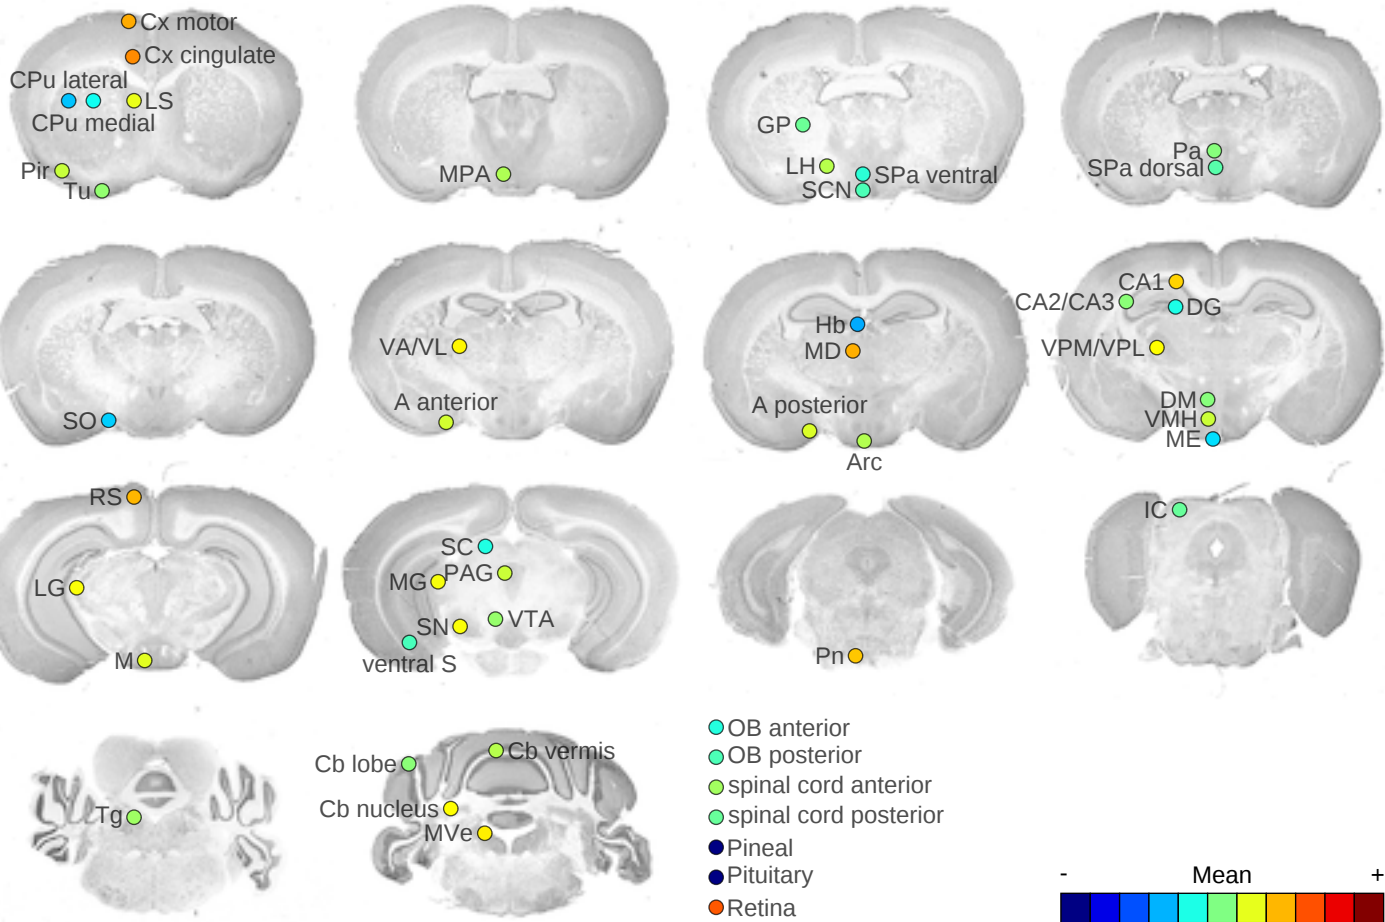 Cx motor
Cx cingulate
CPu lateral
LS
CPu medial
Pir
Tu
MPA
GP
LH
SPa ventral
SCN
Pa
SPa dorsal
SO
VA/VL
A anterior
Hb
MD
A posterior
Arc
CA1
CA2/CA3
DG
VPM/VPL
DM
VMH
ME
RS
LG
M
SC
PAG
MG
SN
VTA
ventral S
Pn
IC
Tg
Cb lobe
Cb vermis
Cb nucleus
MVe
OB anterior
OB posterior
spinal cord anterior
spinal cord posterior
Pineal
Pituitary
Retina
- Mean +